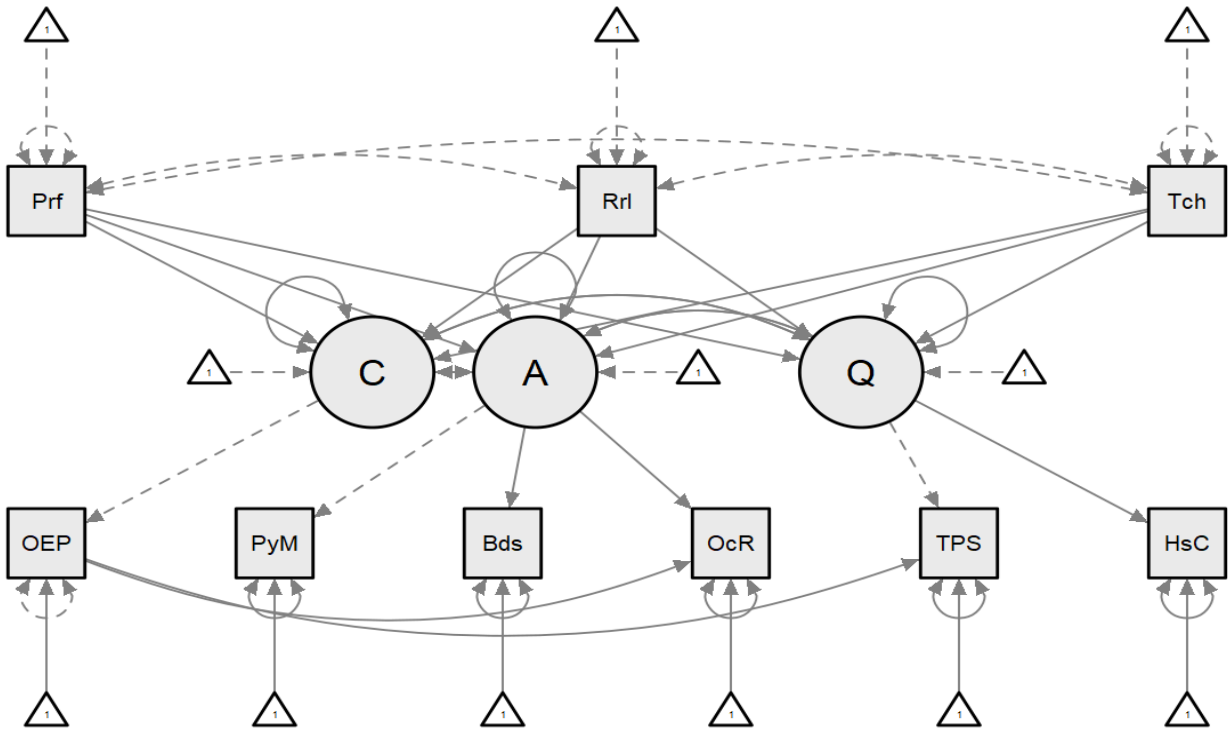 1 1 1
Prf Rrl Tch
1 C A 1 Q 1
OEP PyM Bds OcR TPS HsC
1 1 1 1 1 1